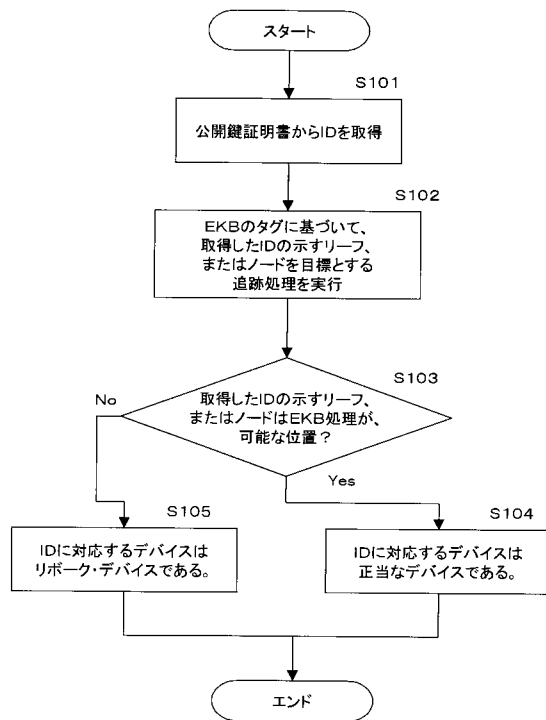 スタート
S101
公開鍵証明書からIDを取得
S102
EKBのタグに基づいて、
取得したIDの示すリーフ、
またはノードを目標とする
追跡処理を実行
S103
取得したIDの示すリーフ、
またはノードはEKB処理が、
可能な位置？
No
Yes
S105
IDに対応するデバイスは
リボーク・デバイスである。
S104
IDに対応するデバイスは
正当なデバイスである。
エンド